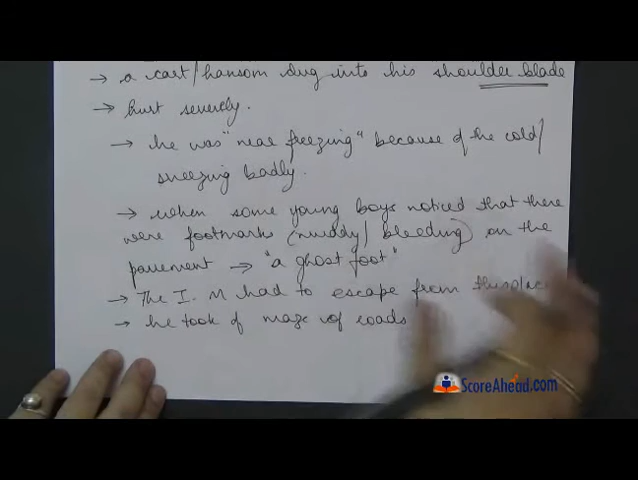 → a cart/hansom dug into his shoulder blade
→ hurt severely.
→ he was "near freezing" because of the cold/
sneezing badly.
→ when some young boys noticed that there
were footmarks (muddy/bleeding) on the
pavement → "a ghost foot"
→ The I. M had to escape from this place
→ he took of maze of roads
ScoreAhead.com